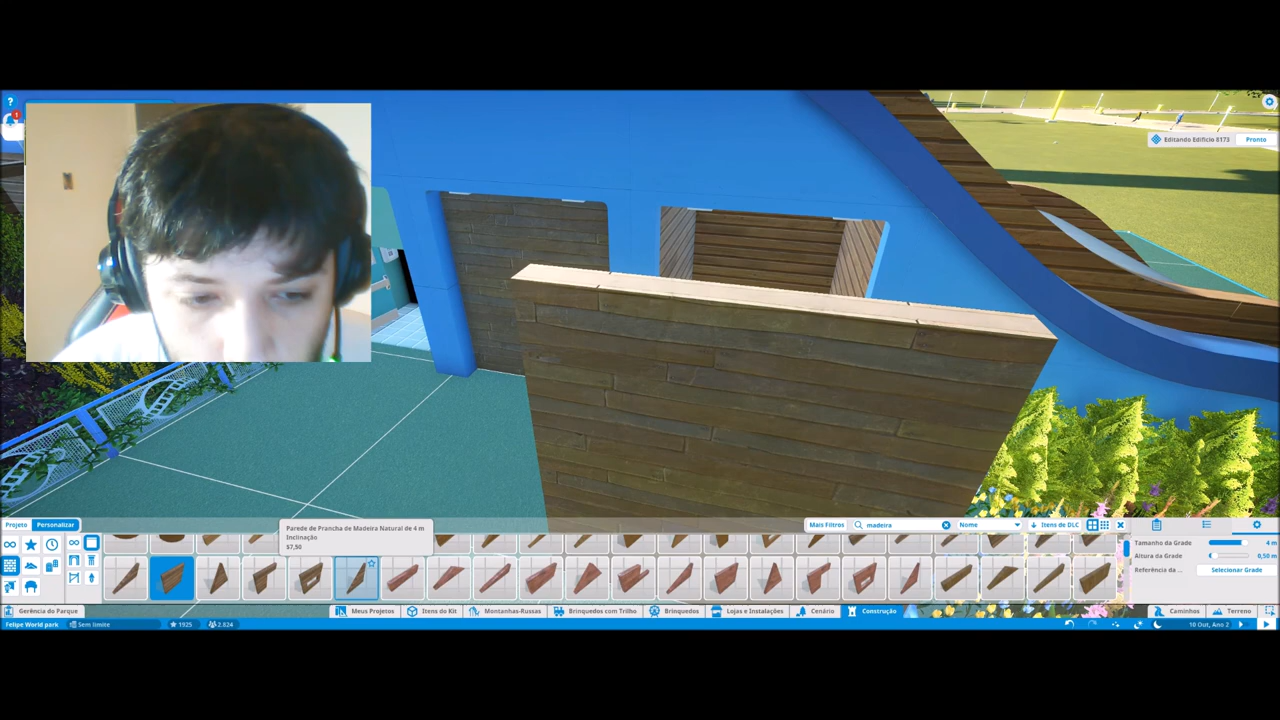 ?
1
Editando Edifício 8173
Pronto
Projeto
Personalizar
Parede de Prancha de Madeira Natural de 4 m
Inclinação
57,50
Mais Filtros
madeira
Nome
Itens de DLC
Tamanho da Grade
4 m
Altura da Grade
0,50 m
Referência da ...
Selecionar Grade
Gerência do Parque
Meus Projetos
Itens do Kit
Montanhas-Russas
Brinquedos com Trilho
Brinquedos
Lojas e Instalações
Cenário
Construção
Caminhos
Terreno
Felipe World park
Sem limite
1925
2.824
10 Out, Ano 2